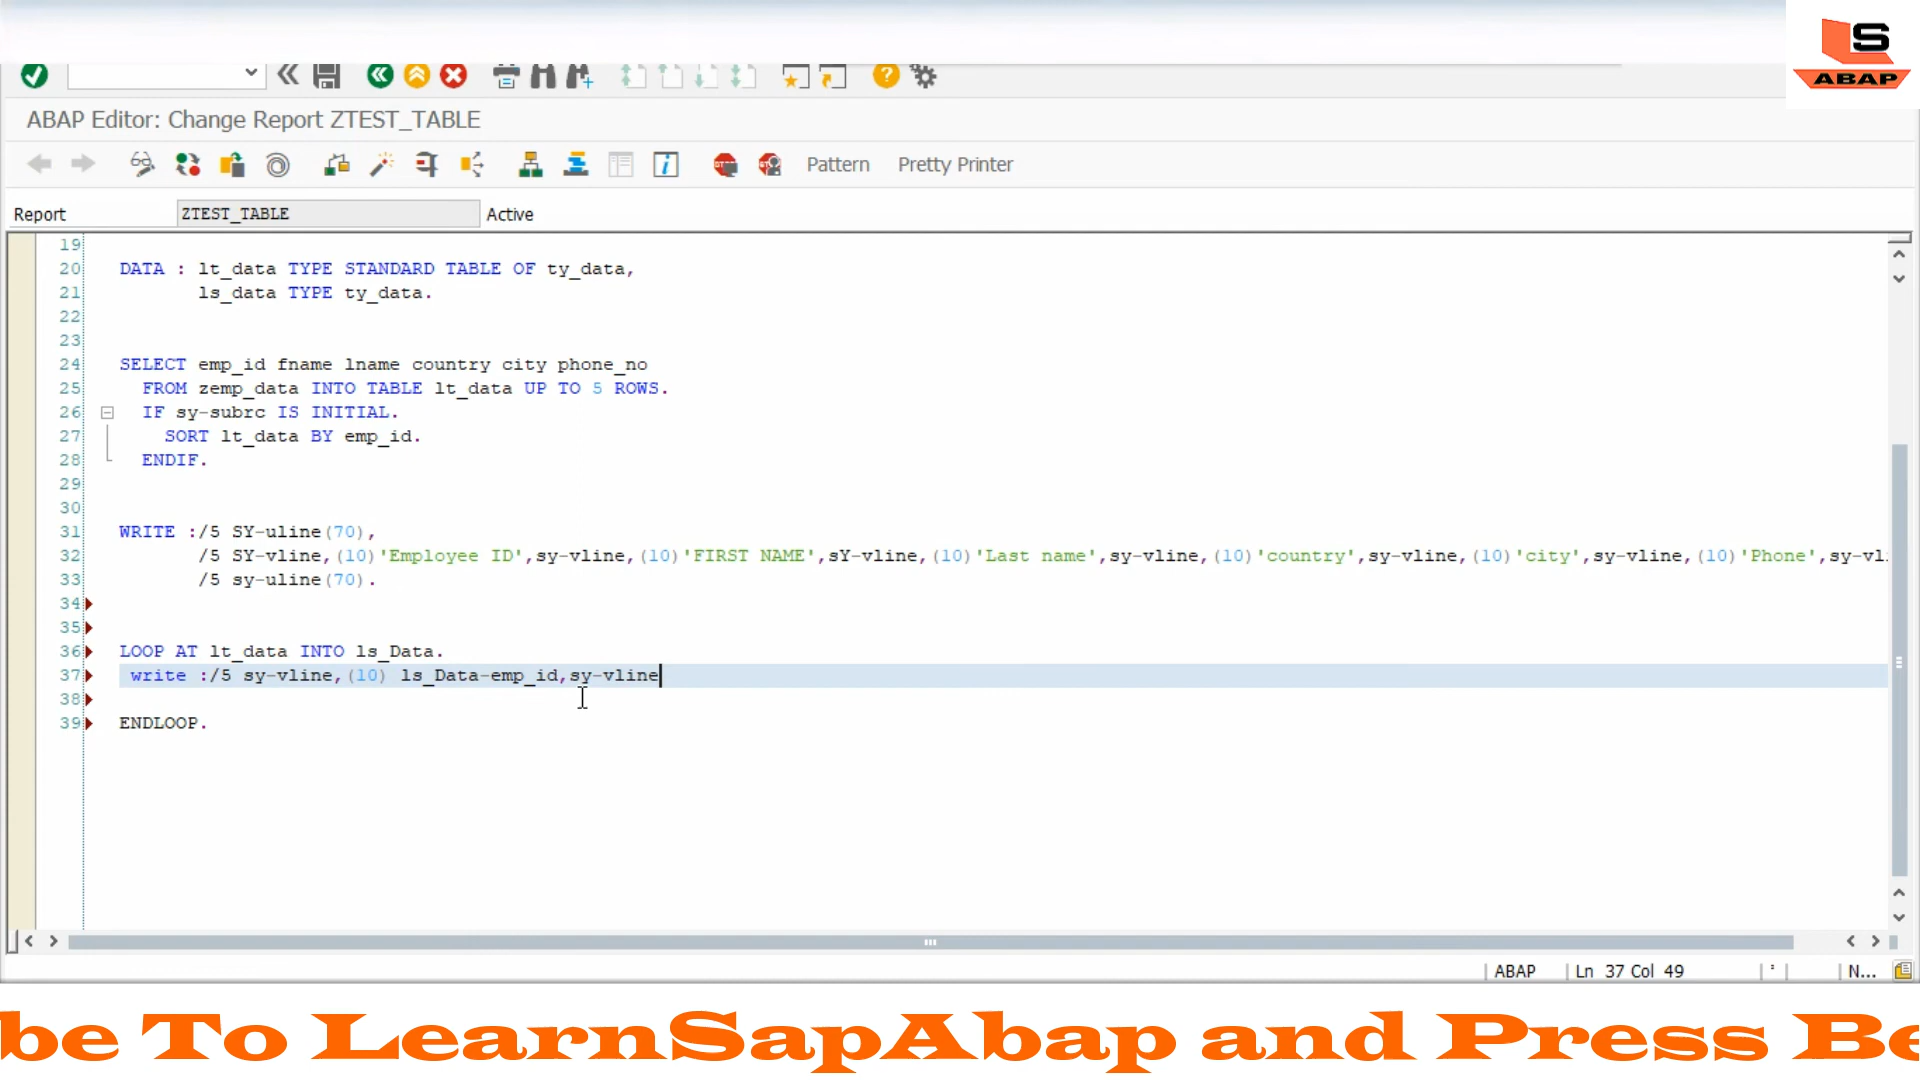 S
ABAP
ABAP Editor: Change Report ZTEST_TABLE
Pattern Pretty Printer
Report ZTEST_TABLE Active
19
20 DATA : lt_data TYPE STANDARD TABLE OF ty_data,
21 ls_data TYPE ty_data.
22
23
24 SELECT emp_id fname lname country city phone_no
25 FROM zemp_data INTO TABLE lt_data UP TO 5 ROWS.
26 IF sy-subrc IS INITIAL.
27 SORT lt_data BY emp_id.
28 ENDIF.
29
30
31 WRITE :/5 SY-uline(70),
32 /5 SY-vline,(10)'Employee ID',sy-vline,(10)'FIRST NAME',sY-vline,(10)'Last name',sy-vline,(10)'country',sy-vline,(10)'city',sy-vline,(10)'Phone',sy-vl
33 /5 sy-uline(70).
34
35
36 LOOP AT lt_data INTO ls_Data.
37 write :/5 sy-vline,(10) ls_Data-emp_id,sy-vline
38
39 ENDLOOP.
ABAP Ln 37 Col 49 N...
be To LearnSapAbap and Press Be